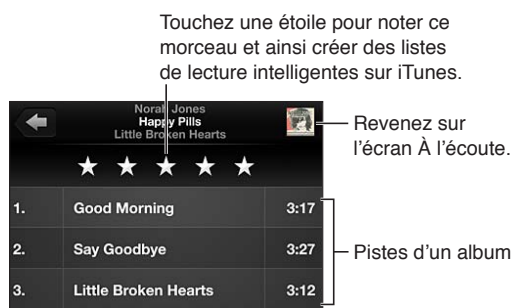 Touchez une étoile pour noter ce
morceau et ainsi créer des listes
de lecture intelligentes sur iTunes.
Norah Jones
Happy Pills
Little Broken Hearts
Revenez sur
l'écran À l'écoute.
1. Good Morning 3:17
2. Say Goodbye 3:27
Pistes d'un album
3. Little Broken Hearts 3:12